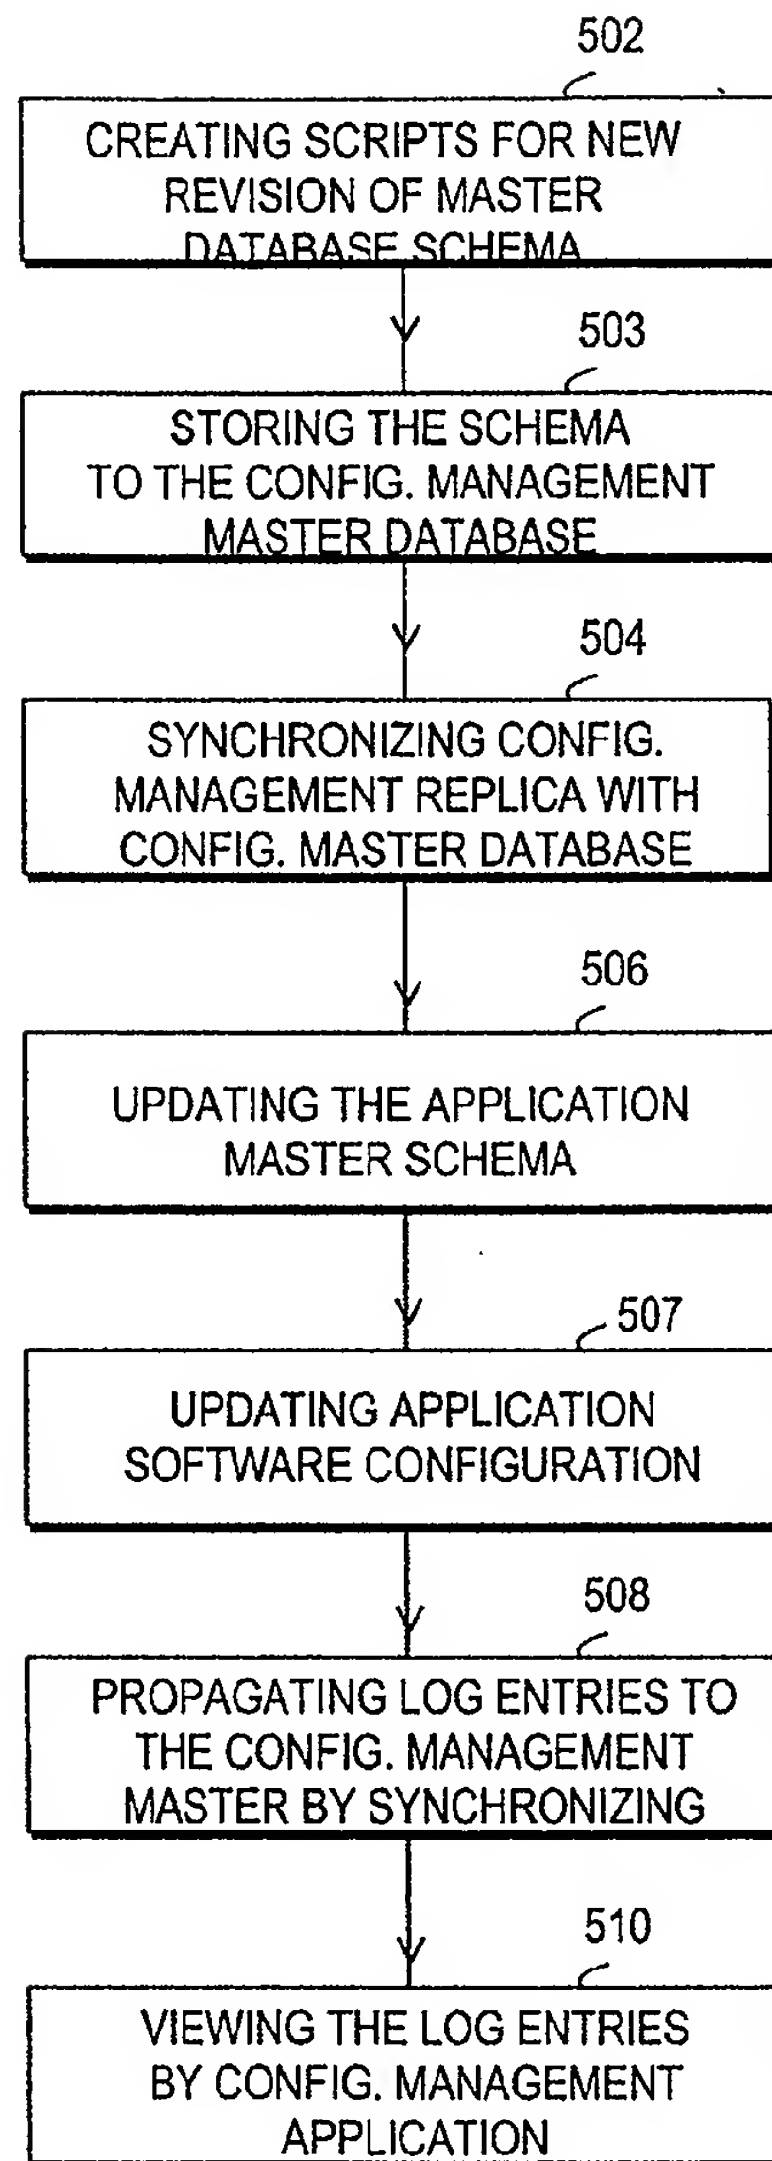 502
CREATING SCRIPTS FOR NEW
REVISION OF MASTER
DATABASE SCHEMA
503
STORING THE SCHEMA
TO THE CONFIG. MANAGEMENT
MASTER DATABASE
504
SYNCHRONIZING CONFIG.
MANAGEMENT REPLICA WITH
CONFIG. MASTER DATABASE
506
UPDATING THE APPLICATION
MASTER SCHEMA
507
UPDATING APPLICATION
SOFTWARE CONFIGURATION
508
PROPAGATING LOG ENTRIES TO
THE CONFIG. MANAGEMENT
MASTER BY SYNCHRONIZING
510
VIEWING THE LOG ENTRIES
BY CONFIG. MANAGEMENT
APPLICATION